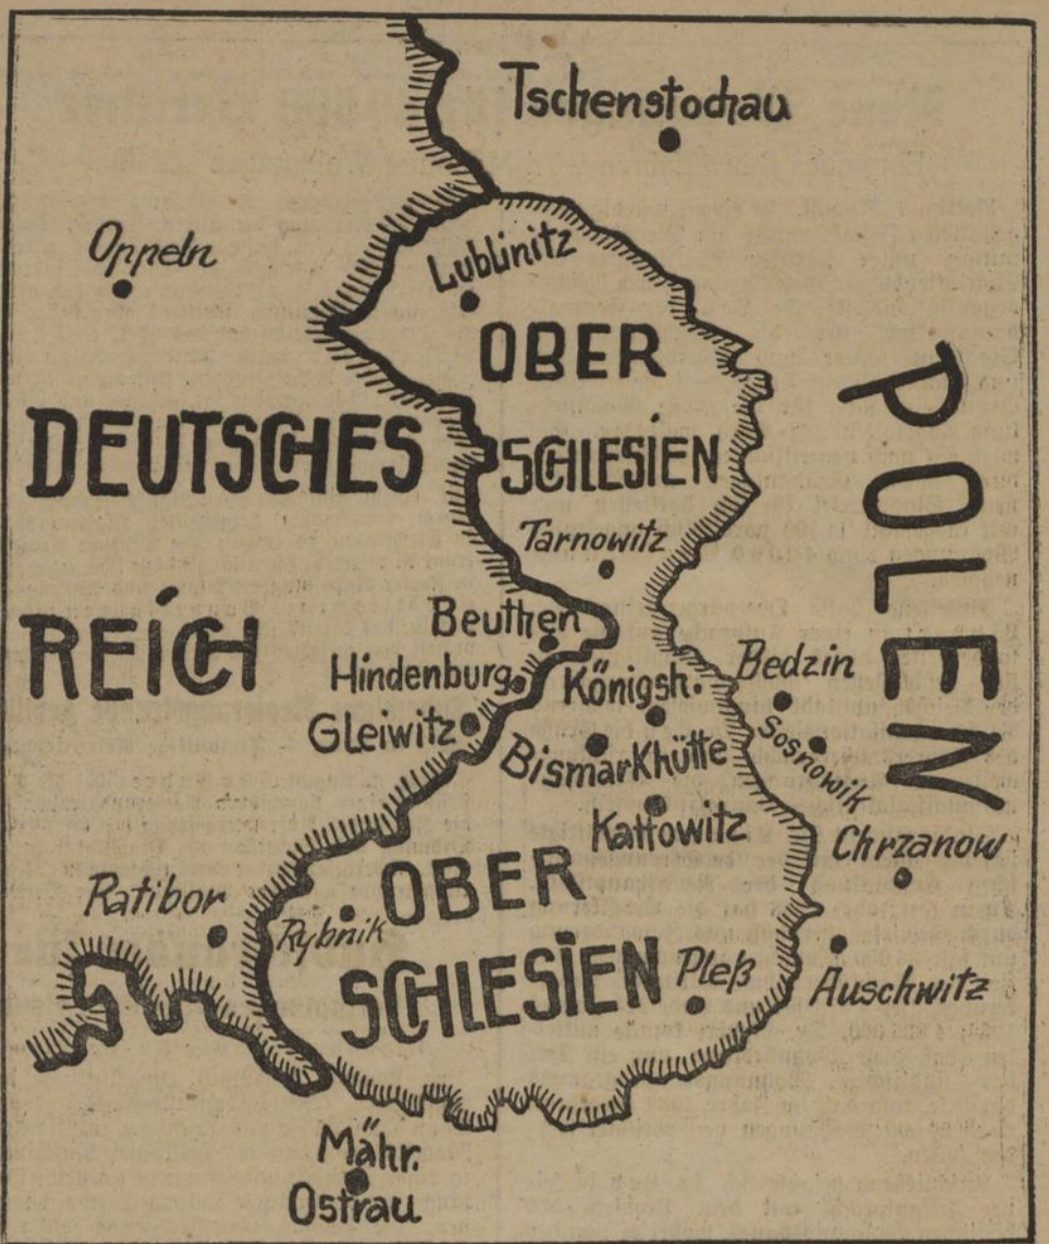 Tschenstochau
Oppeln
Lublinitz
OBER
SCHLESIEN
DEUTSCHES
REICH
POLEN
Tarnowitz
Beuthen
Hindenburg
Königsh.
Bedzin
Gleiwitz
Bismarkhütte
Sosnowik
Kattowitz
Chrzanow
Ratibor
Rybnik
OBER
SCHLESIEN
Pleß
Auschwitz
Mähr.
Ostrau